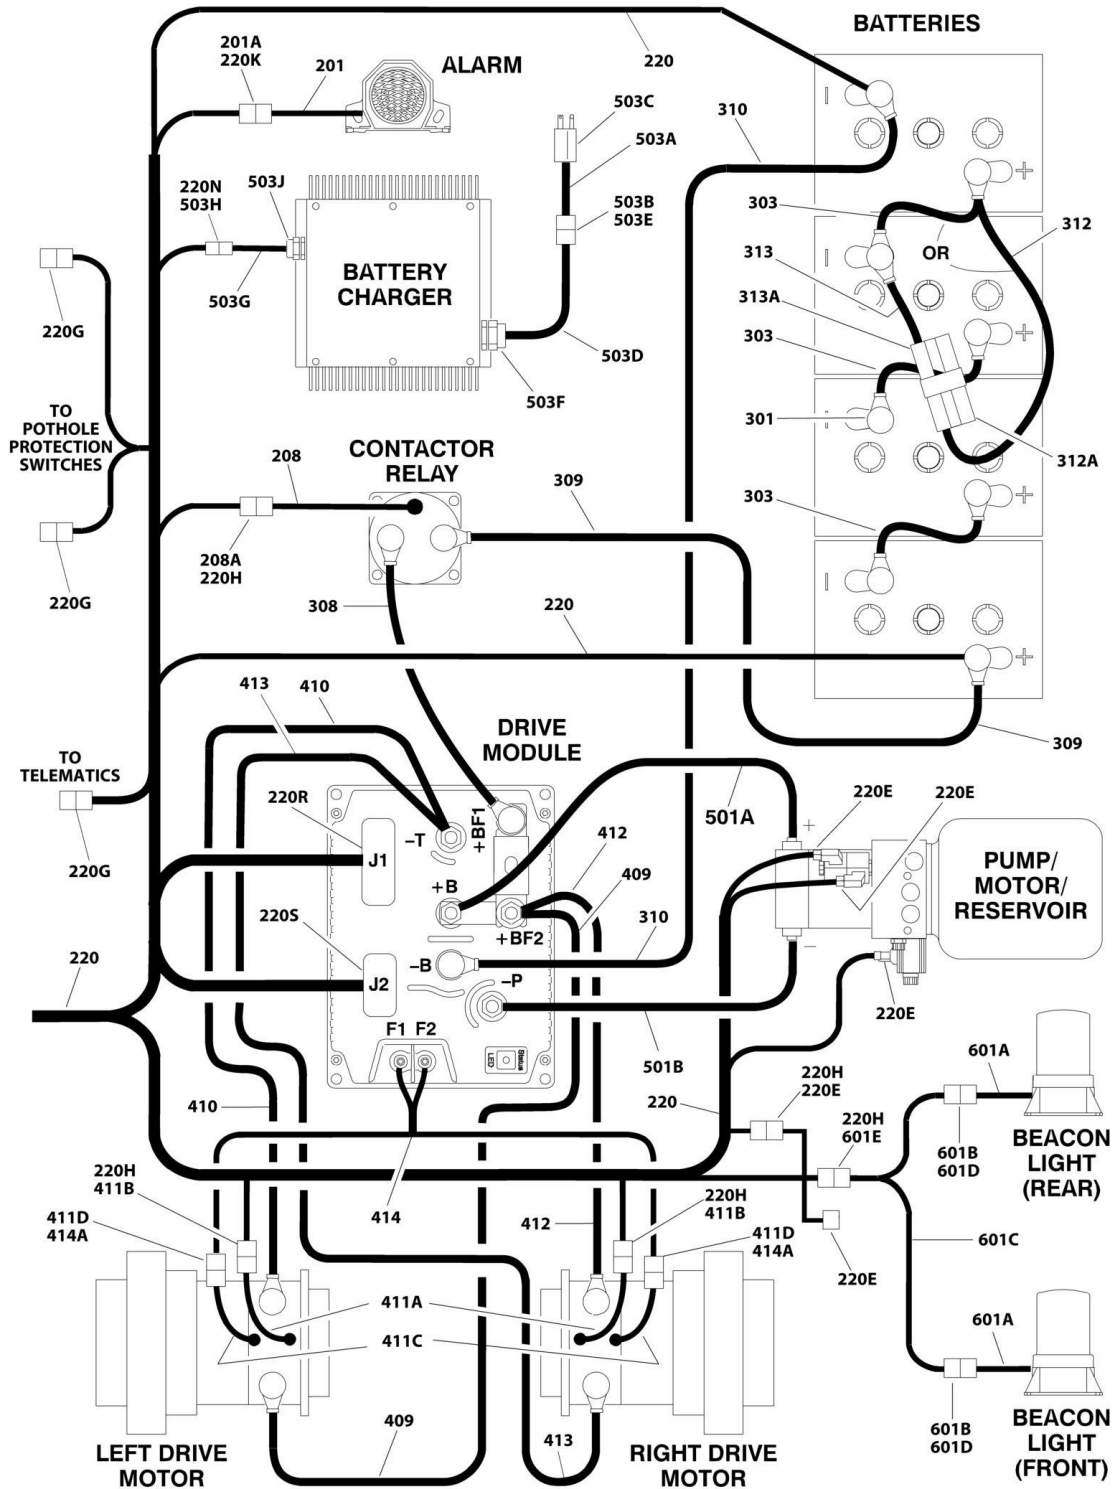 BATTERIES
220
201A
220K
201
ALARM
503C
310
503A
220N
503H
503J
503B
503E
303
312
313
OR
BATTERY
CHARGER
313A
503G
220G
303
503D
503F
301
TO
POTHOLE
PROTECTION
SWITCHES
CONTACTOR
RELAY
208
309
312A
303
208A
220H
220G
308
220
413
410
DRIVE
MODULE
309
TO
TELEMATICS
220R
–T
+BF1
501A
220E
220E
+
412
J1
409
PUMP/
MOTOR/
RESERVOIR
220G
+B
220S
310
+BF2
–
220
–B
J2
–P
220E
F1 F2
Status
LED
501B
601A
220H
220E
410
220
220H
601E
601B
601D
BEACON
LIGHT
(REAR)
220H
411B
414
412
220H
411B
411D
414A
411D
414A
601C
220E
411A
601A
411C
409
413
601B
601D
BEACON
LIGHT
(FRONT)
LEFT DRIVE
MOTOR
RIGHT DRIVE
MOTOR